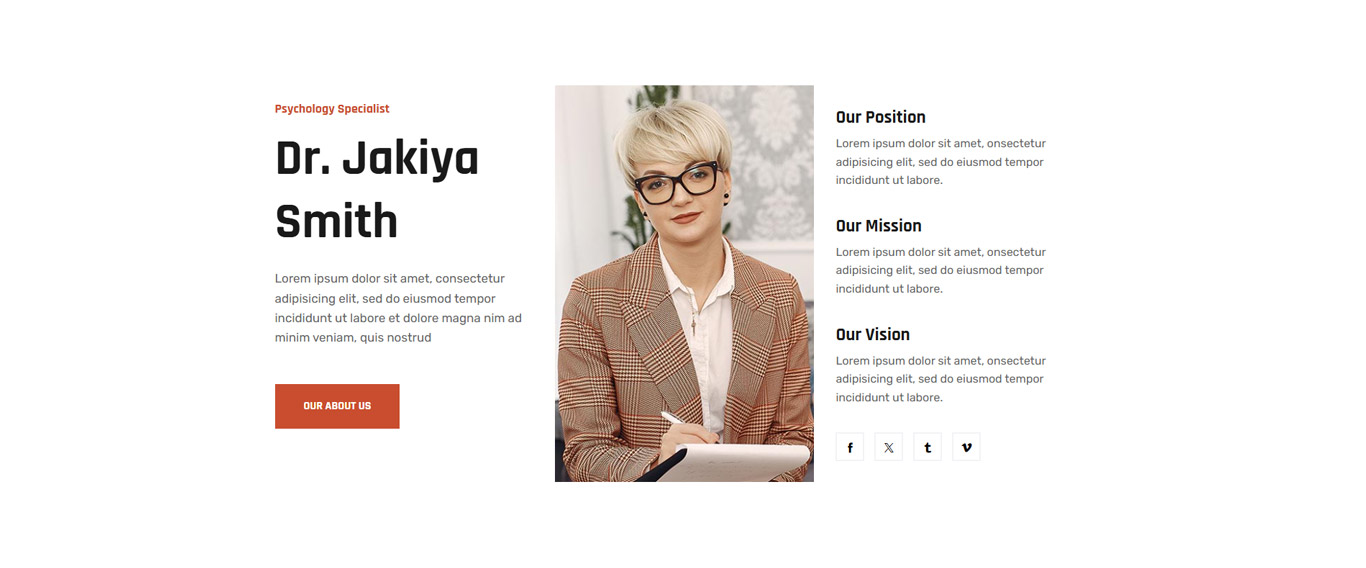 Psychology Specialist
Dr. Jakiya
Smith
Lorem ipsum dolor sit amet, consectetur
adipisicing elit, sed do eiusmod tempor
incididunt ut labore et dolore magna nim ad
minim veniam, quis nostrud
OUR ABOUT US
Our Position
Lorem ipsum dolor sit amet, onsectetur
adipisicing elit, sed do eiusmod tempor
incididunt ut labore.
Our Mission
Lorem ipsum dolor sit amet, onsectetur
adipisicing elit, sed do eiusmod tempor
incididunt ut labore.
Our Vision
Lorem ipsum dolor sit amet, onsectetur
adipisicing elit, sed do eiusmod tempor
incididunt ut labore.